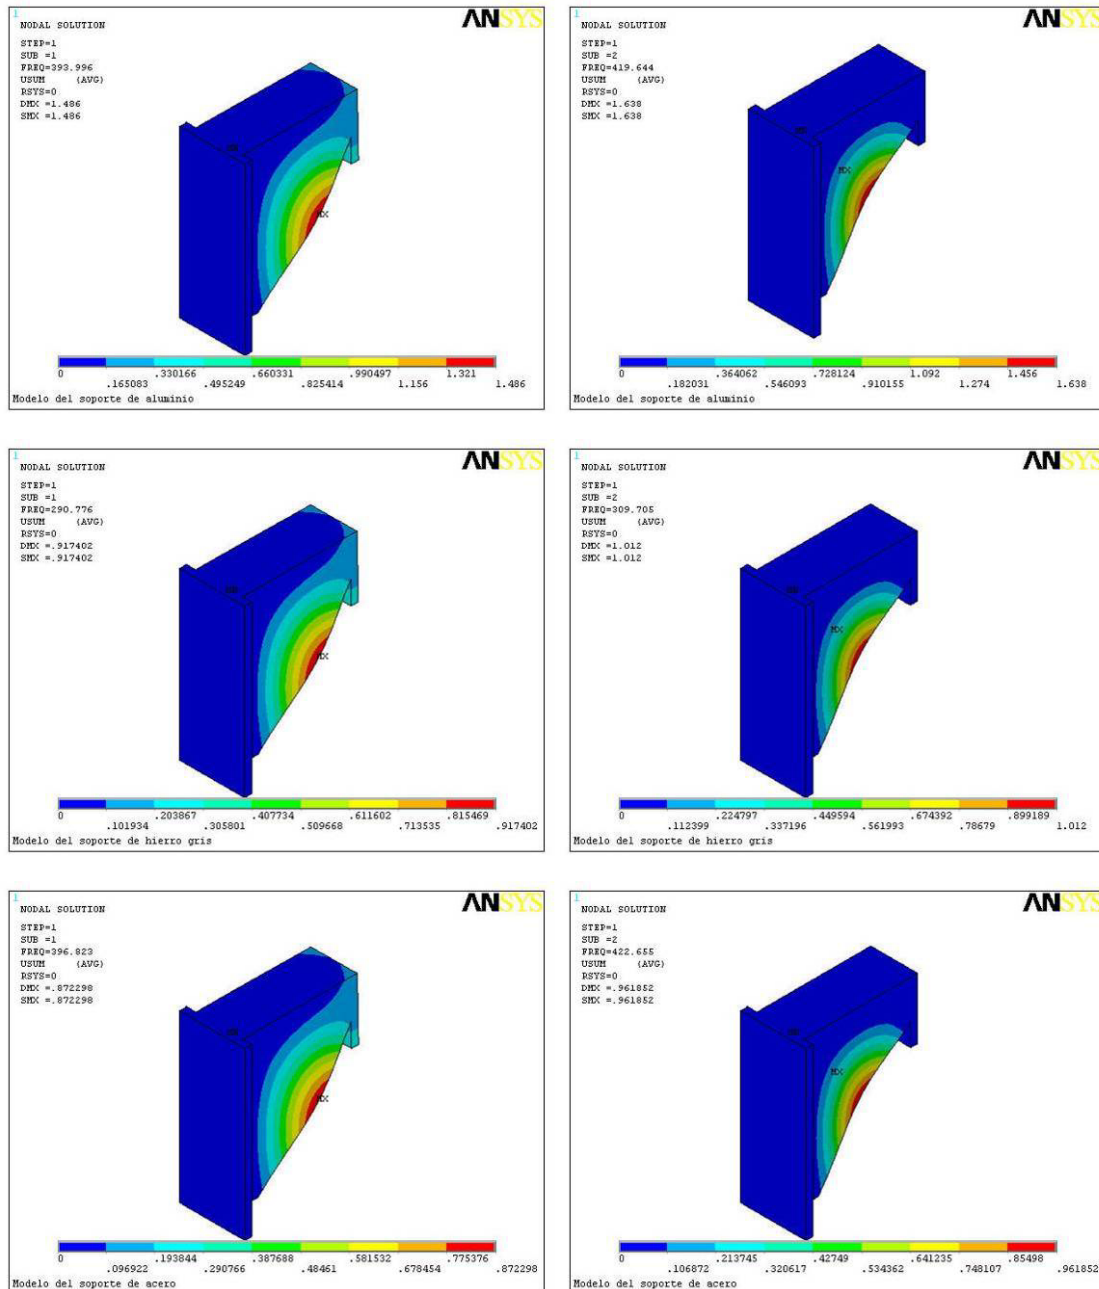 1
ANSYS
NODAL SOLUTION
STEP=1
SUB =1
FREQ=393.996
USUM (AVG)
RSYS=0
DMX =1.486
SMX =1.486
MX
0 .330166 .660331 .990497 1.321
.165083 .495249 .825414 1.156 1.486
Modelo del soporte de aluminio
1
ANSYS
NODAL SOLUTION
STEP=1
SUB =2
FREQ=419.644
USUM (AVG)
RSYS=0
DMX =1.638
SMX =1.638
MX
0 .364062 .728124 1.092 1.456
.182031 .546093 .910155 1.274 1.638
Modelo del soporte de aluminio
1
ANSYS
NODAL SOLUTION
STEP=1
SUB =1
FREQ=290.776
USUM (AVG)
RSYS=0
DMX =.917402
SMX =.917402
MX
0 .203867 .407734 .611602 .815469
.101934 .305801 .509668 .713535 .917402
Modelo del soporte de hierro gris
1
ANSYS
NODAL SOLUTION
STEP=1
SUB =2
FREQ=309.705
USUM (AVG)
RSYS=0
DMX =1.012
SMX =1.012
MX
0 .224797 .449594 .674392 .899189
.112399 .337196 .561993 .78679 1.012
Modelo del soporte de hierro gris
1
ANSYS
NODAL SOLUTION
STEP=1
SUB =1
FREQ=396.823
USUM (AVG)
RSYS=0
DMX =.872298
SMX =.872298
MX
0 .193844 .387688 .581532 .775376
.096922 .290766 .48461 .678454 .872298
Modelo del soporte de acero
1
ANSYS
NODAL SOLUTION
STEP=1
SUB =2
FREQ=422.655
USUM (AVG)
RSYS=0
DMX =.961852
SMX =.961852
MX
0 .213745 .42749 .641235 .85498
.106872 .320617 .534362 .748107 .961852
Modelo del soporte de acero